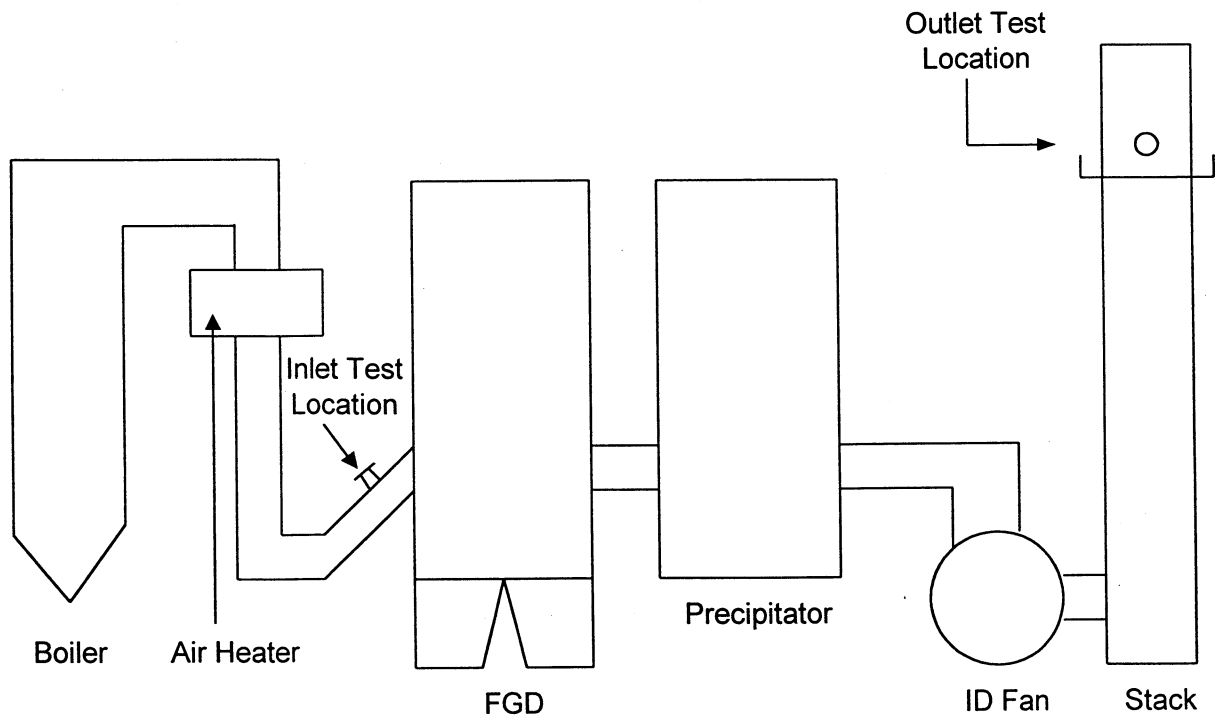 Outlet Test
Location
Inlet Test
Location
Precipitator
Boiler
Air Heater
FGD
ID Fan
Stack